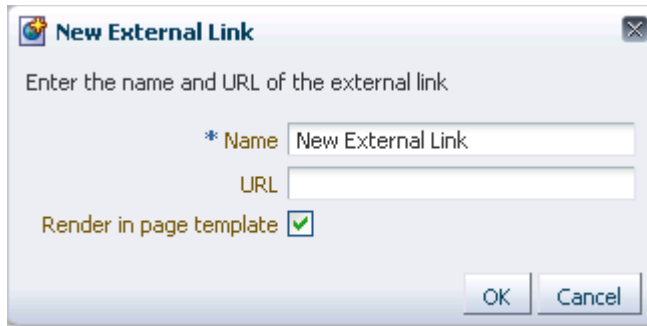 New External Link
Enter the name and URL of the external link
* Name New External Link
URL
Render in page template
OK Cancel